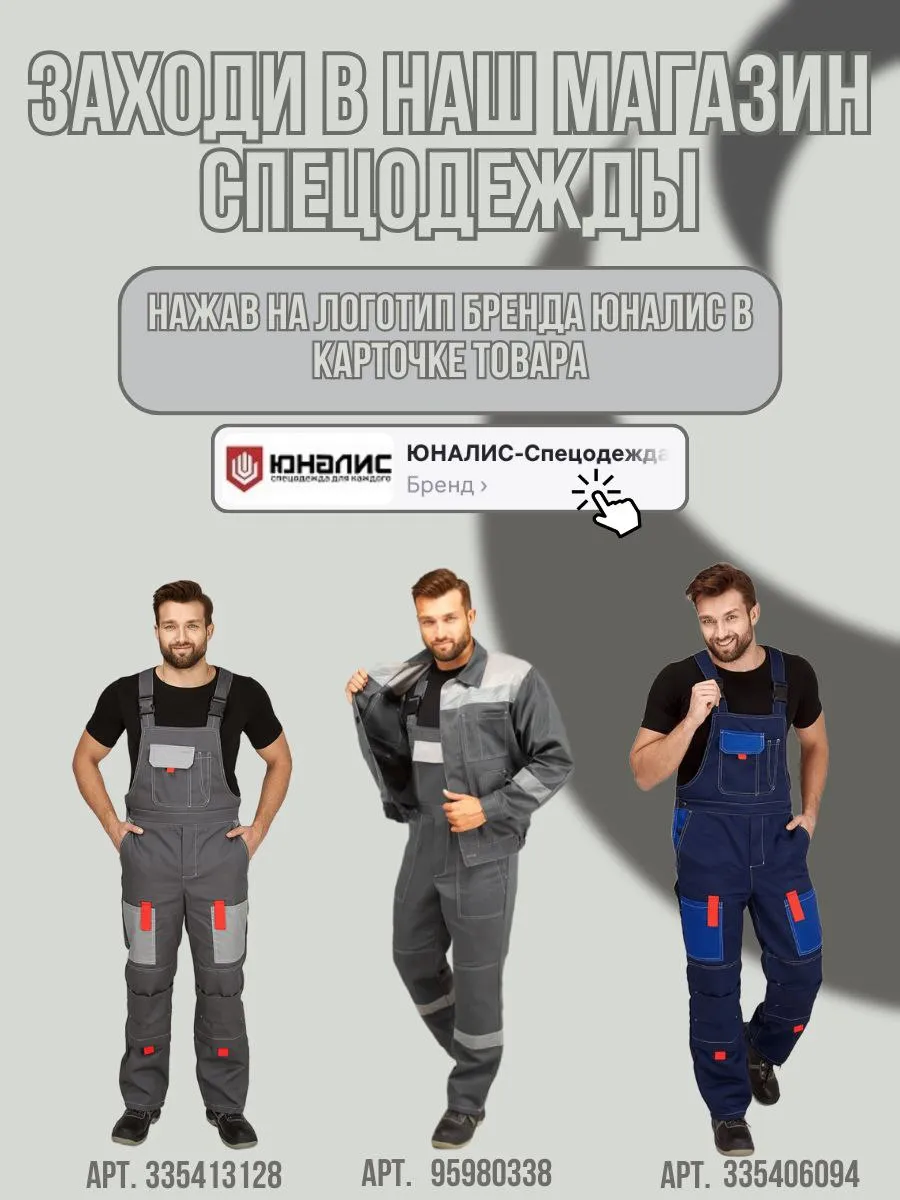 ЗАХОДИ В НАШ МАГАЗИН
СПЕЦОДЕЖДЫ
НАЖАВ НА ЛОГОТИП БРЕНДА ЮНАЛИС В
КАРТОЧКЕ ТОВАРА
ЮНАЛИС
спецодежда для каждого
ЮНАЛИС-Спецодежда
Бренд ›
АРТ. 335413128
АРТ. 95980338
АРТ. 335406094